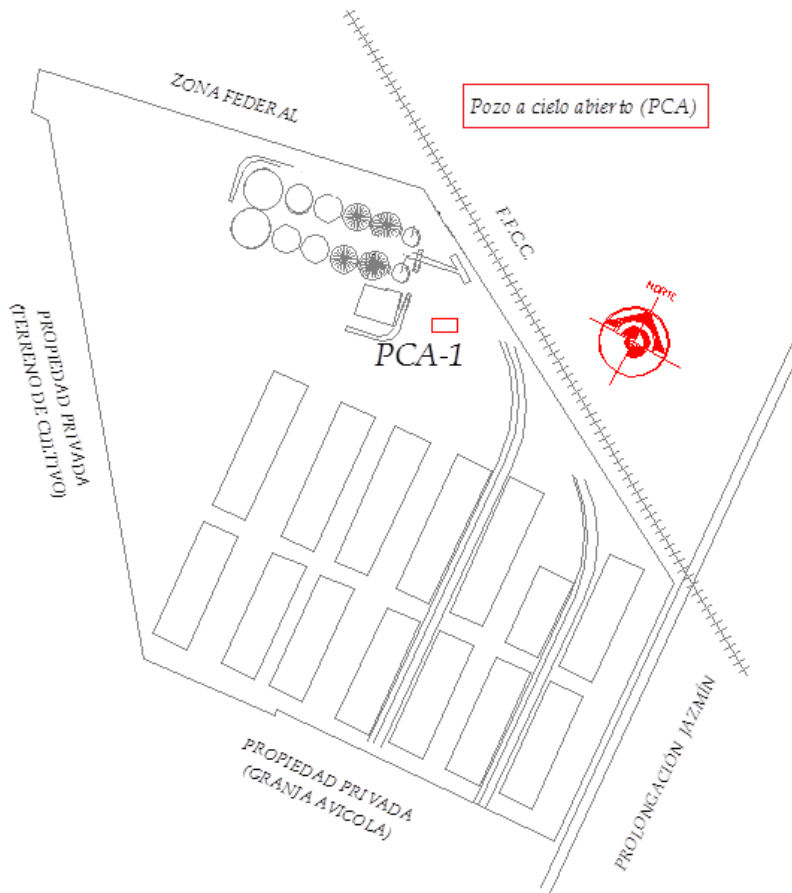 ZONA FEDERAL
Pozo a cielo abierto (PCA)
F.F.C.C.
NORTE
PCA-1
PROPIEDAD PRIVADA
(TERRENO DE CULTIVO)
PROPIEDAD PRIVADA
(GRANJA AVICOLA)
PROLONGACIÓN JAZMÍN